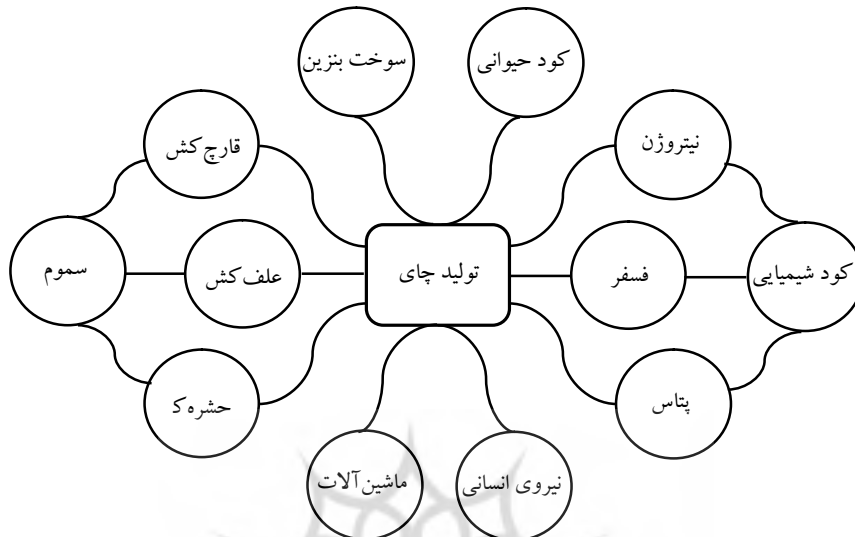 کود حیوانی
سوخت بنزین
نیتروژن
قارچ کش
کود شیمیایی
فسفر
تولید چای
علف کش
سموم
پتاس
حشره ک
نیروی انسانی
ماشین آلات